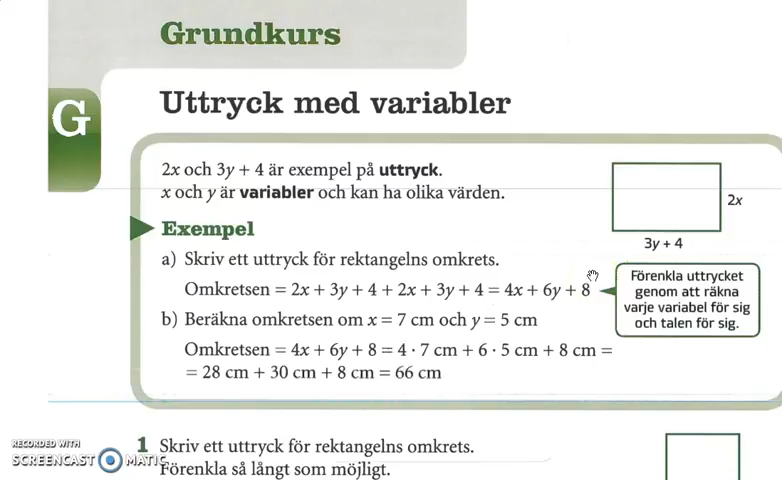 Grundkurs
G
Uttryck med variabler
2x och 3y + 4 är exempel på uttryck.
x och y är variabler och kan ha olika värden.
2x
3y + 4
Exempel
a) Skriv ett uttryck för rektangelns omkrets.
Omkretsen = 2x + 3y + 4 + 2x + 3y + 4 = 4x + 6y + 8
Förenkla uttrycket
genom att räkna
varje variabel för sig
och talen för sig.
b) Beräkna omkretsen om x = 7 cm och y = 5 cm
Omkretsen = 4x + 6y + 8 = 4 · 7 cm + 6 · 5 cm + 8 cm =
= 28 cm + 30 cm + 8 cm = 66 cm
1 Skriv ett uttryck för rektangelns omkrets.
Förenkla så långt som möjligt.
RECORDED WITH
SCREENCAST MATIC